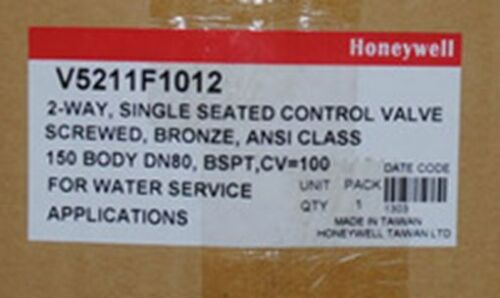 Honeywell
V5211F1012
2-WAY, SINGLE SEATED CONTROL VALVE
SCREWED, BRONZE, ANSI CLASS
150 BODY DN80, BSPT,CV=100
DATE CODE
FOR WATER SERVICE
UNIT PACK
APPLICATIONS
QTY 1
1303
MADE IN TAIWAN
HONEYWELL TAIWAN LTD